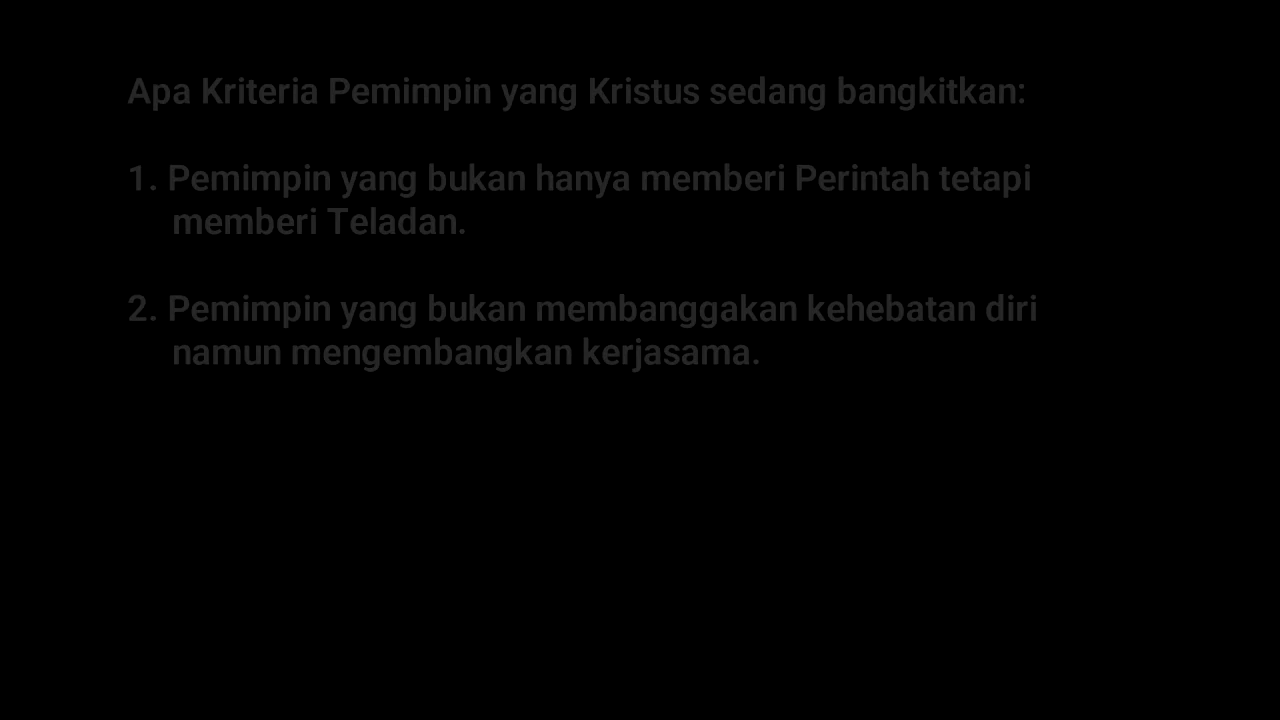 Apa Kriteria Pemimpin yang Kristus sedang bangkitkan:
1. Pemimpin yang bukan hanya memberi Perintah tetapi
memberi Teladan.
2. Pemimpin yang bukan membanggakan kehebatan diri
namun mengembangkan kerjasama.